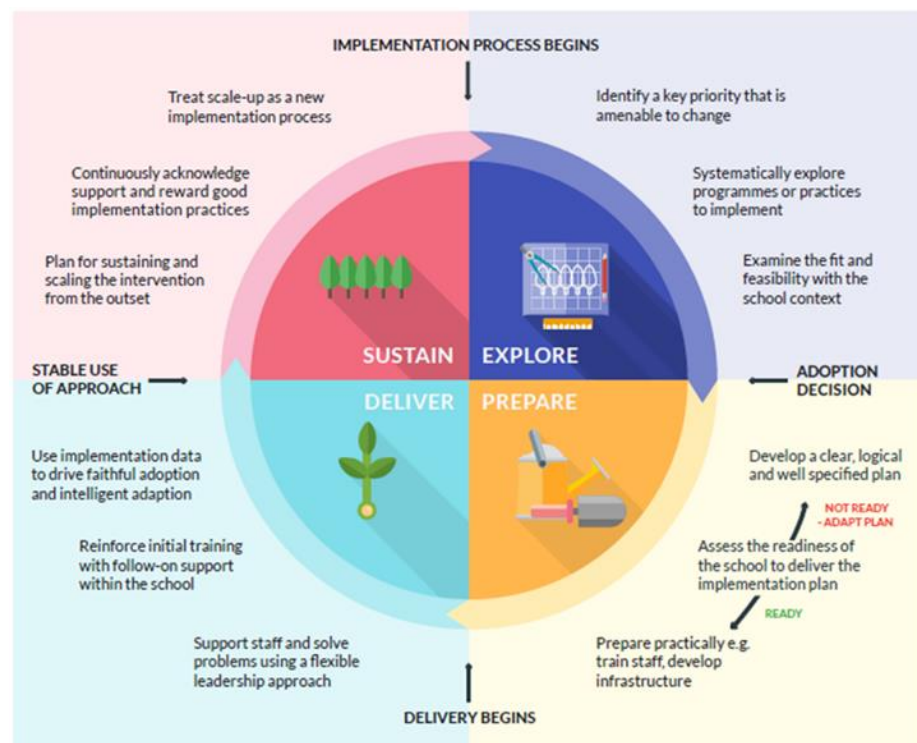 IMPLEMENTATION PROCESS BEGINS
Identify a key priority that is
amenable to change
Systematically explore
programmes or practices
to implement
Examine the fit and
feasibility with the
school context
EXPLORE
ADOPTION
DECISION
Develop a clear, logical
and well specified plan
NOT READY
- ADAPT PLAN
Assess the readiness of
the school to deliver the
implementation plan
READY
Prepare practically e.g.
train staff, develop
infrastructure
PREPARE
DELIVERY BEGINS
Support staff and solve
problems using a flexible
leadership approach
Reinforce initial training
with follow-on support
within the school
Use implementation data
to drive faithful adoption
and intelligent adaption
DELIVER
STABLE USE
OF APPROACH
Plan for sustaining and
scaling the intervention
from the outset
Continuously acknowledge
support and reward good
implementation practices
Treat scale-up as a new
implementation process
SUSTAIN